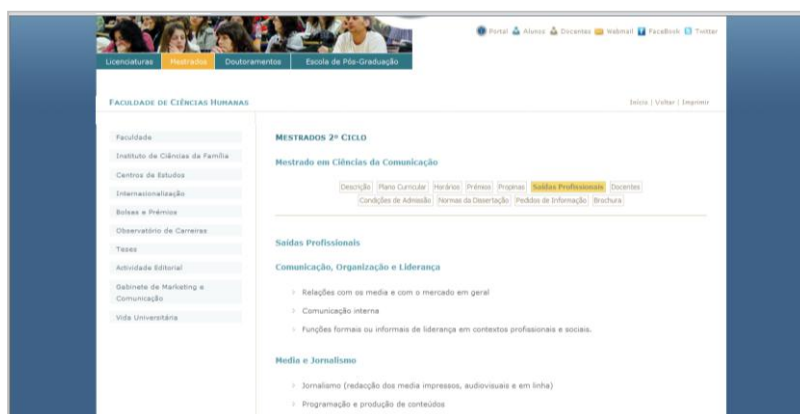 Portal Alunos Docentes Webmail FaceBook Twitter
Licenciaturas Mestrados Doutoramentos Escola de Pós-Graduação
Faculdade de Ciências Humanas
Início | Voltar | Imprimir
Faculdade
Instituto de Ciências da Família
Centros de Estudos
Internacionalização
Bolsas e Prémios
Observatório de Carreiras
Teses
Actividade Editorial
Gabinete de Marketing e
Comunicação
Vida Universitária
Mestrados 2º Ciclo
Mestrado em Ciências da Comunicação
Descrição Plano Curricular Horários Prémios Propinas Saídas Profissionais Docentes
Condições de Admissão Normas da Dissertação Pedidos de Informação Brochura
Saídas Profissionais
Comunicação, Organização e Liderança
Relações com os media e com o mercado em geral
Comunicação interna
Funções formais ou informais de liderança em contextos profissionais e sociais.
Media e Jornalismo
Jornalismo (redacção dos media impressos, audiovisuais e em linha)
Programação e produção de conteúdos